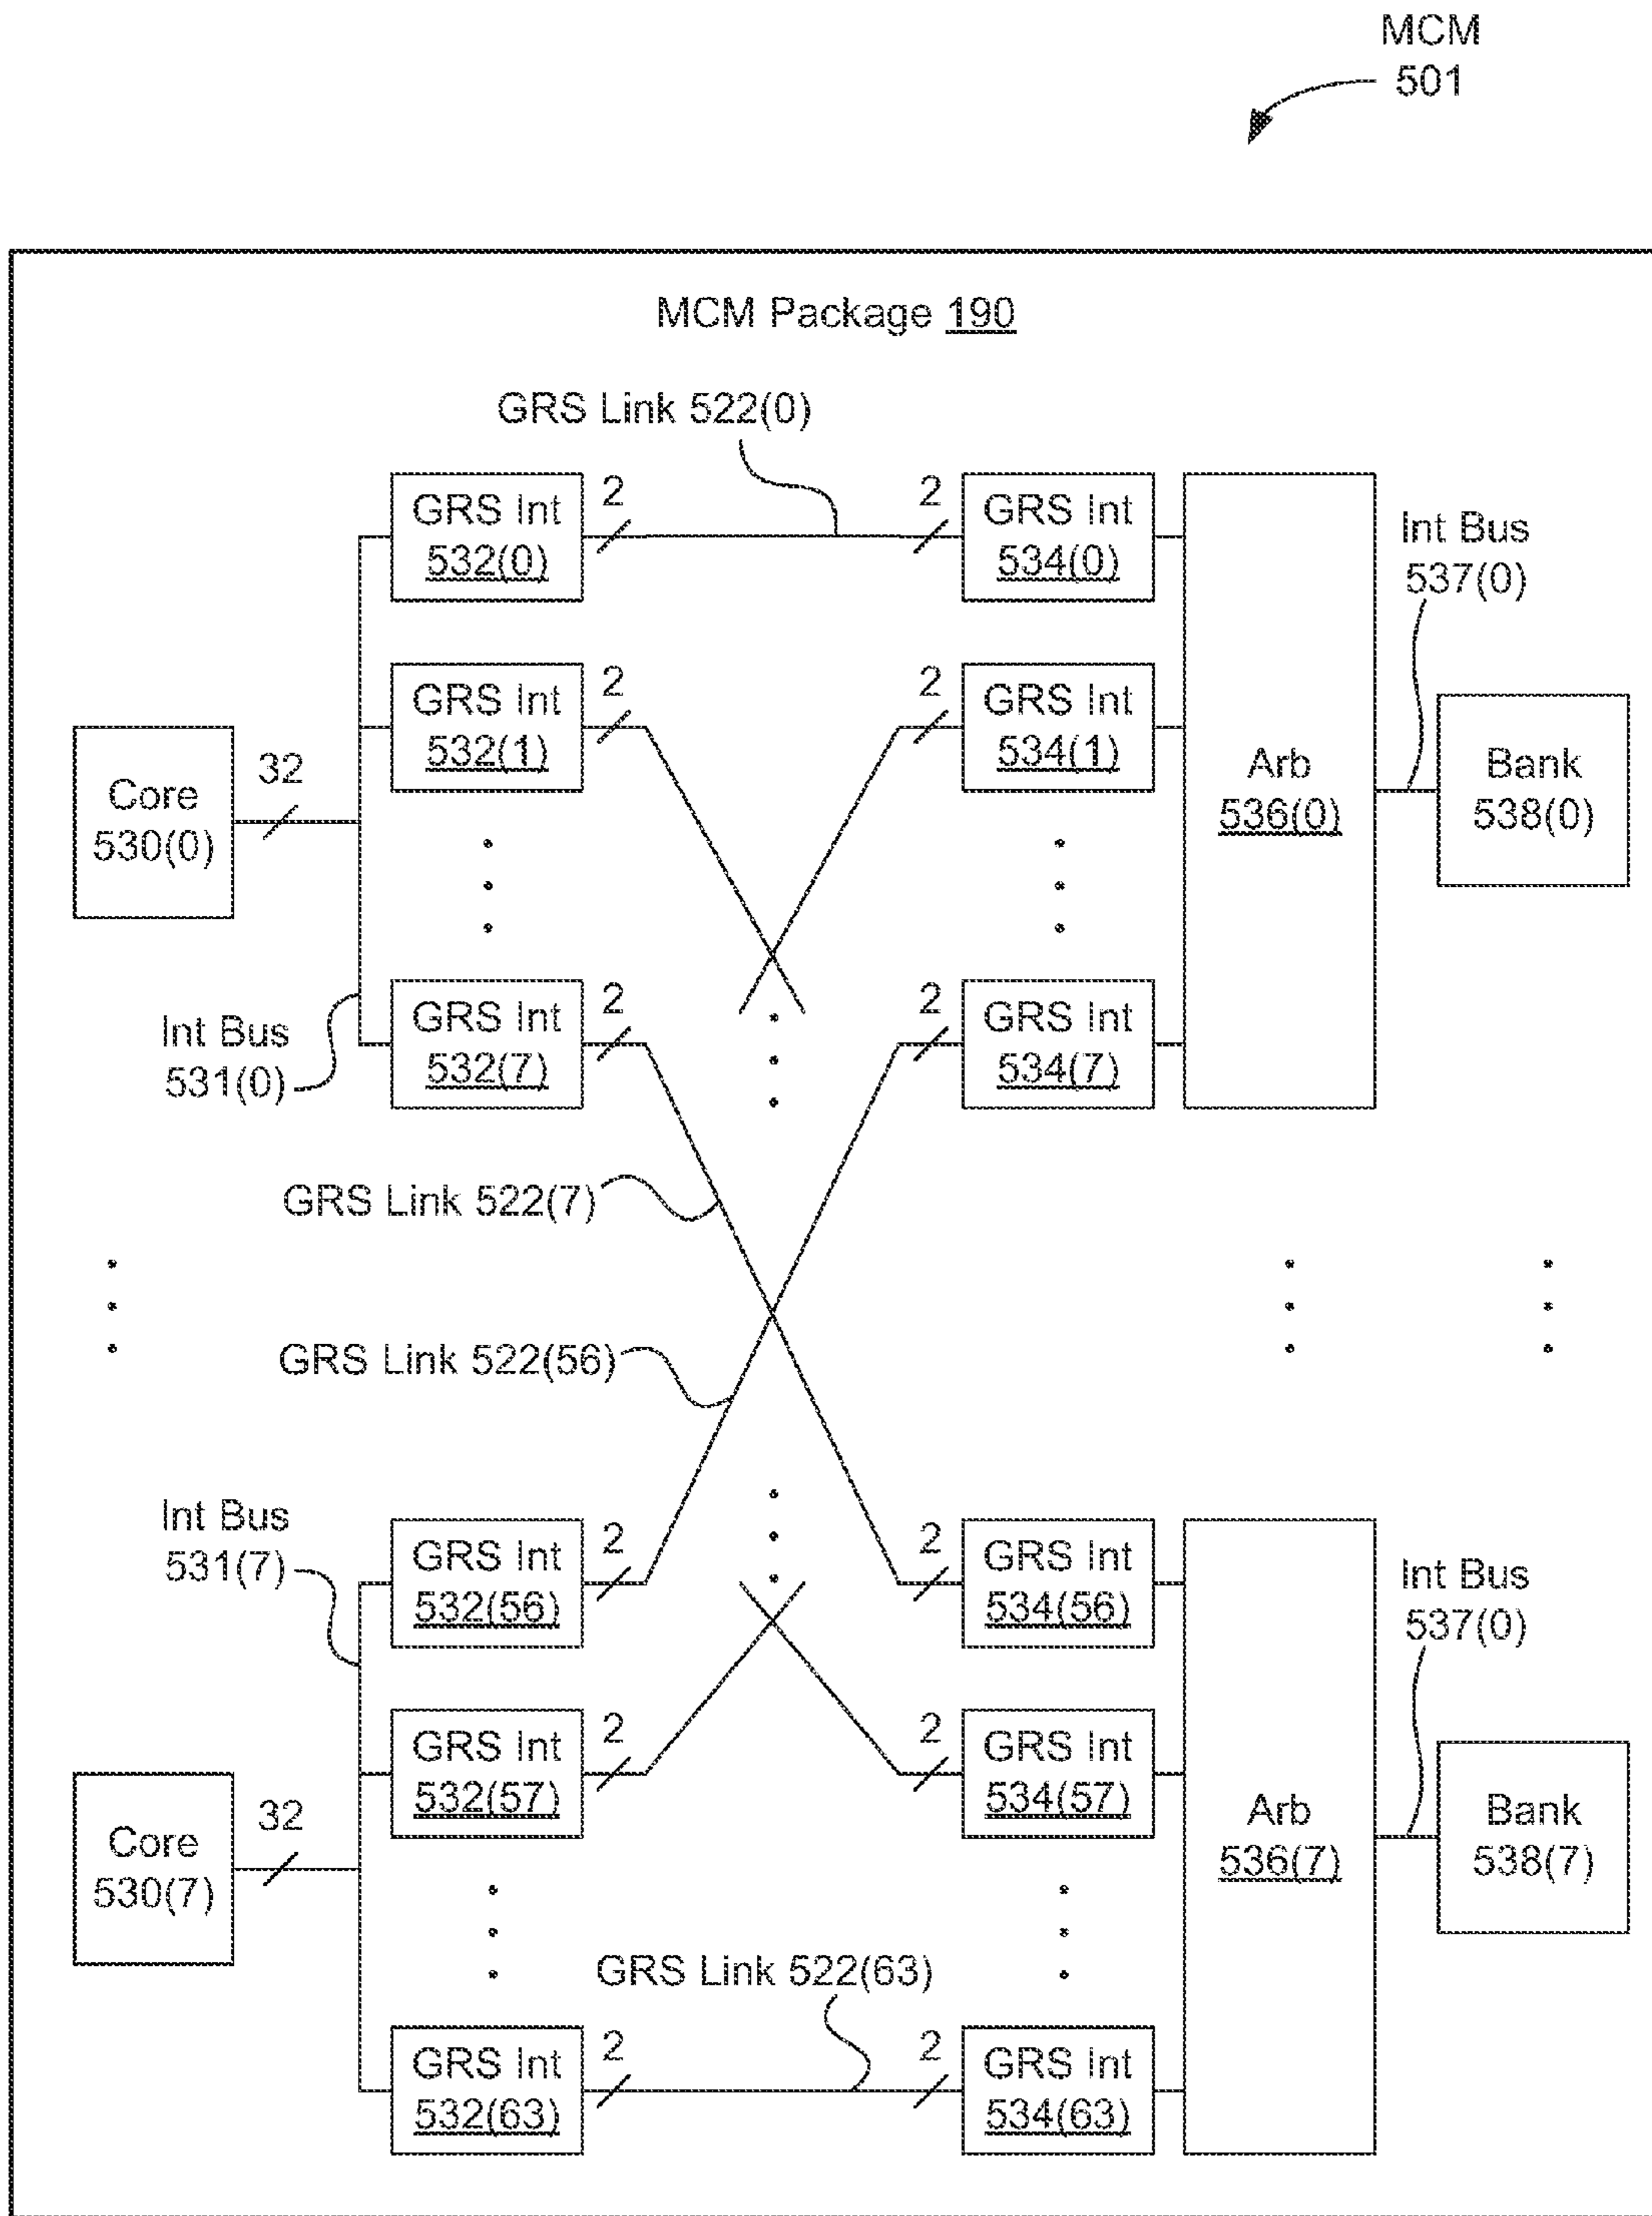 MCM
501
MCM Package 190
GRS Link 522(0)
GRS Int
532(0)
2
2
GRS Int
534(0)
Int Bus
537(0)
GRS Int
532(1)
2
2
GRS Int
534(1)
Core
530(0)
32
Arb
536(0)
Bank
538(0)
Int Bus
531(0)
GRS Int
532(7)
2
2
GRS Int
534(7)
GRS Link 522(7)
GRS Link 522(56)
Int Bus
531(7)
GRS Int
532(56)
2
2
GRS Int
534(56)
Int Bus
537(0)
GRS Int
532(57)
2
2
GRS Int
534(57)
Core
530(7)
32
Arb
536(7)
Bank
538(7)
GRS Link 522(63)
GRS Int
532(63)
2
2
GRS Int
534(63)